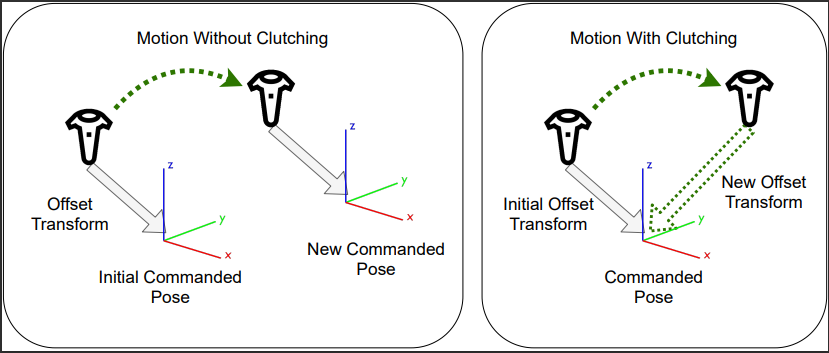 Motion Without Clutching
z
y
x
Offset
Transform
Initial Commanded
Pose
z
y
x
New Commanded
Pose
Motion With Clutching
Initial Offset
Transform
z
y
x
New Offset
Transform
Commanded
Pose